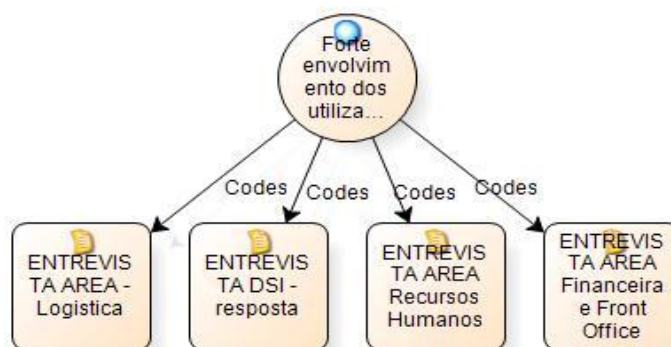 Forte
envolvim
ento dos
utiliza...
Codes Codes Codes Codes
ENTREVIS
TA AREA -
Logistica
ENTREVIS
TA DSI -
resposta
ENTREVIS
TA AREA
Recursos
Humanos
ENTREVIS
TA AREA
Financeira
e Front
Office